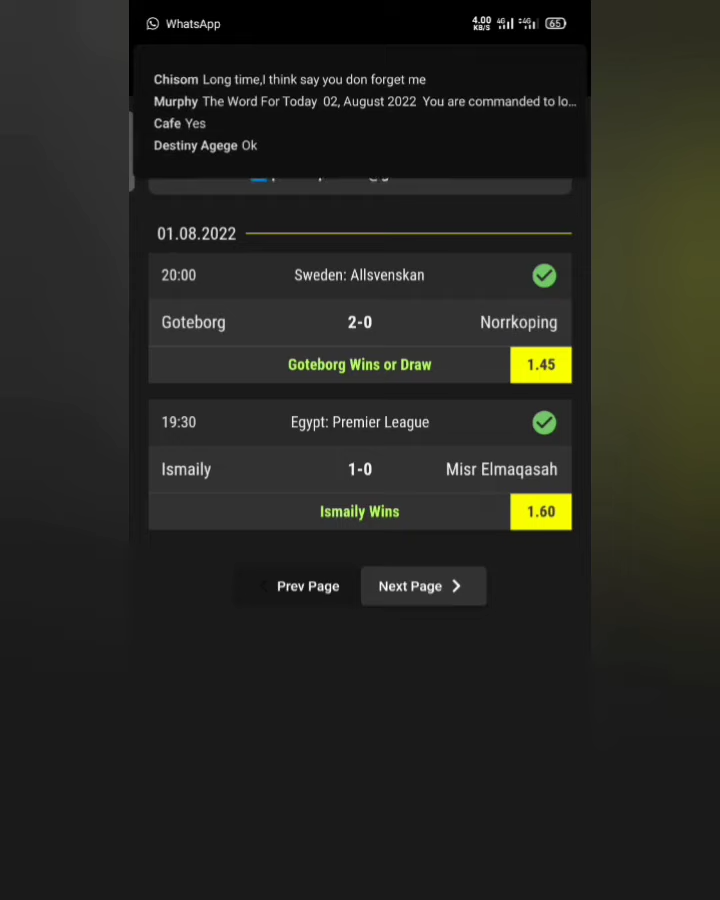 WhatsApp
4.00 KB/S 4G 4G 65
Chisom Long time,I think say you don forget me
Murphy The Word For Today 02, August 2022 You are commanded to lo...
Cafe Yes
Destiny Agege Ok
01.08.2022
20:00 Sweden: Allsvenskan
Goteborg 2-0 Norrkoping
Goteborg Wins or Draw 1.45
19:30 Egypt: Premier League
Ismaily 1-0 Misr Elmaqasah
Ismaily Wins 1.60
Prev Page Next Page